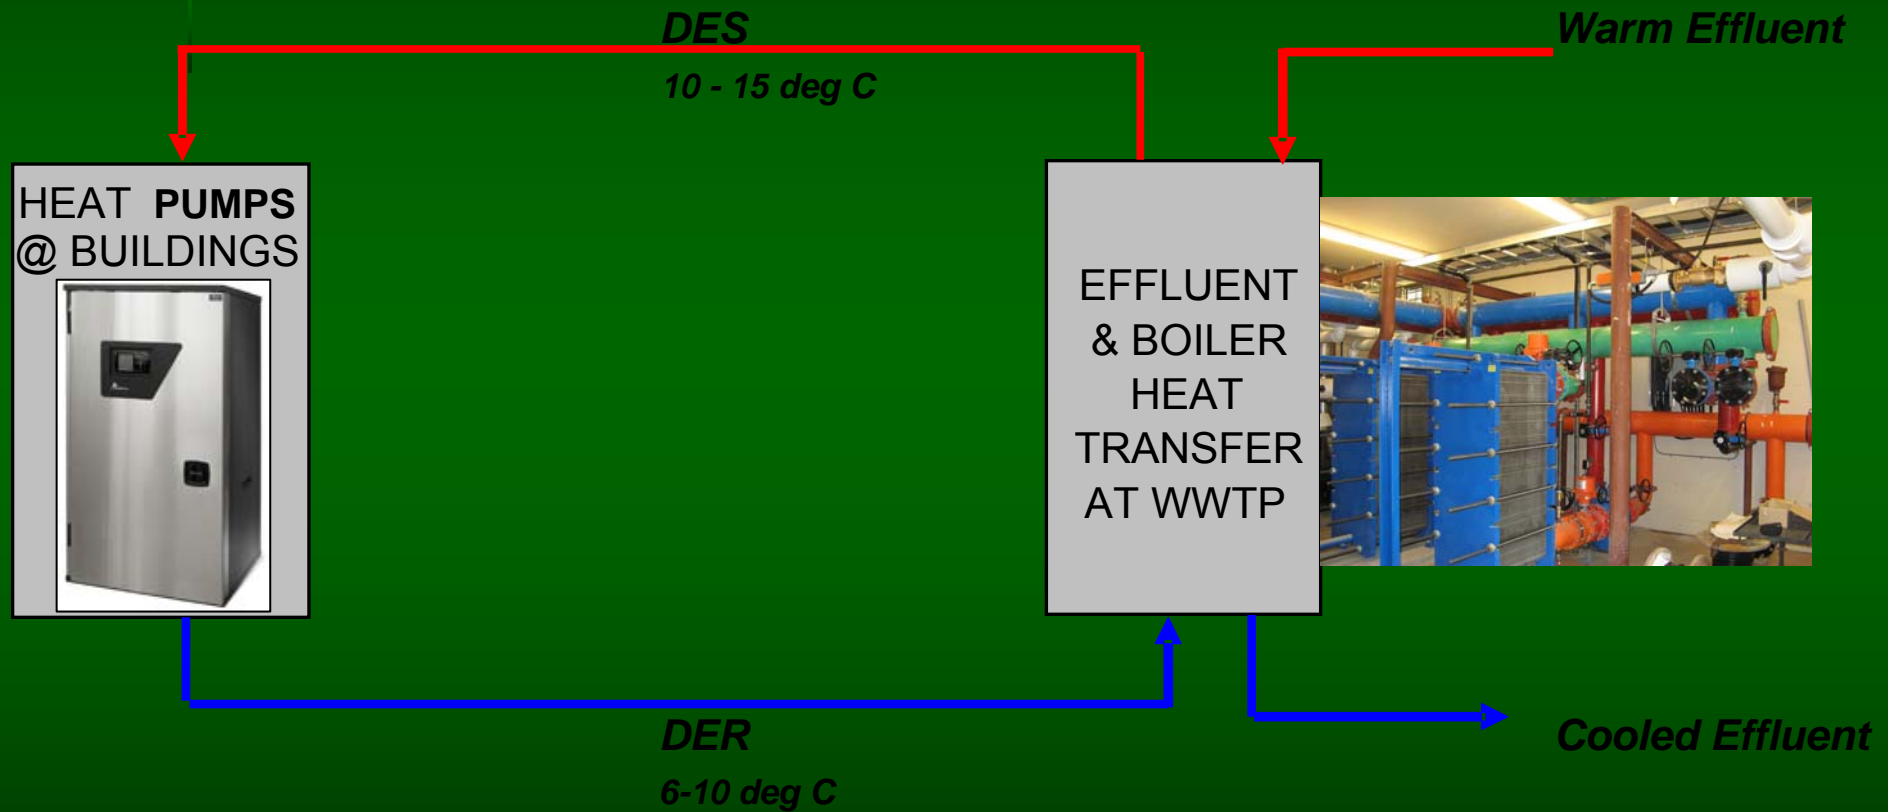 DES
10 - 15 deg C
Warm Effluent
HEAT PUMPS
@ BUILDINGS
EFFLUENT
& BOILER
HEAT
TRANSFER
AT WWTP
DER
6-10 deg C
Cooled Effluent